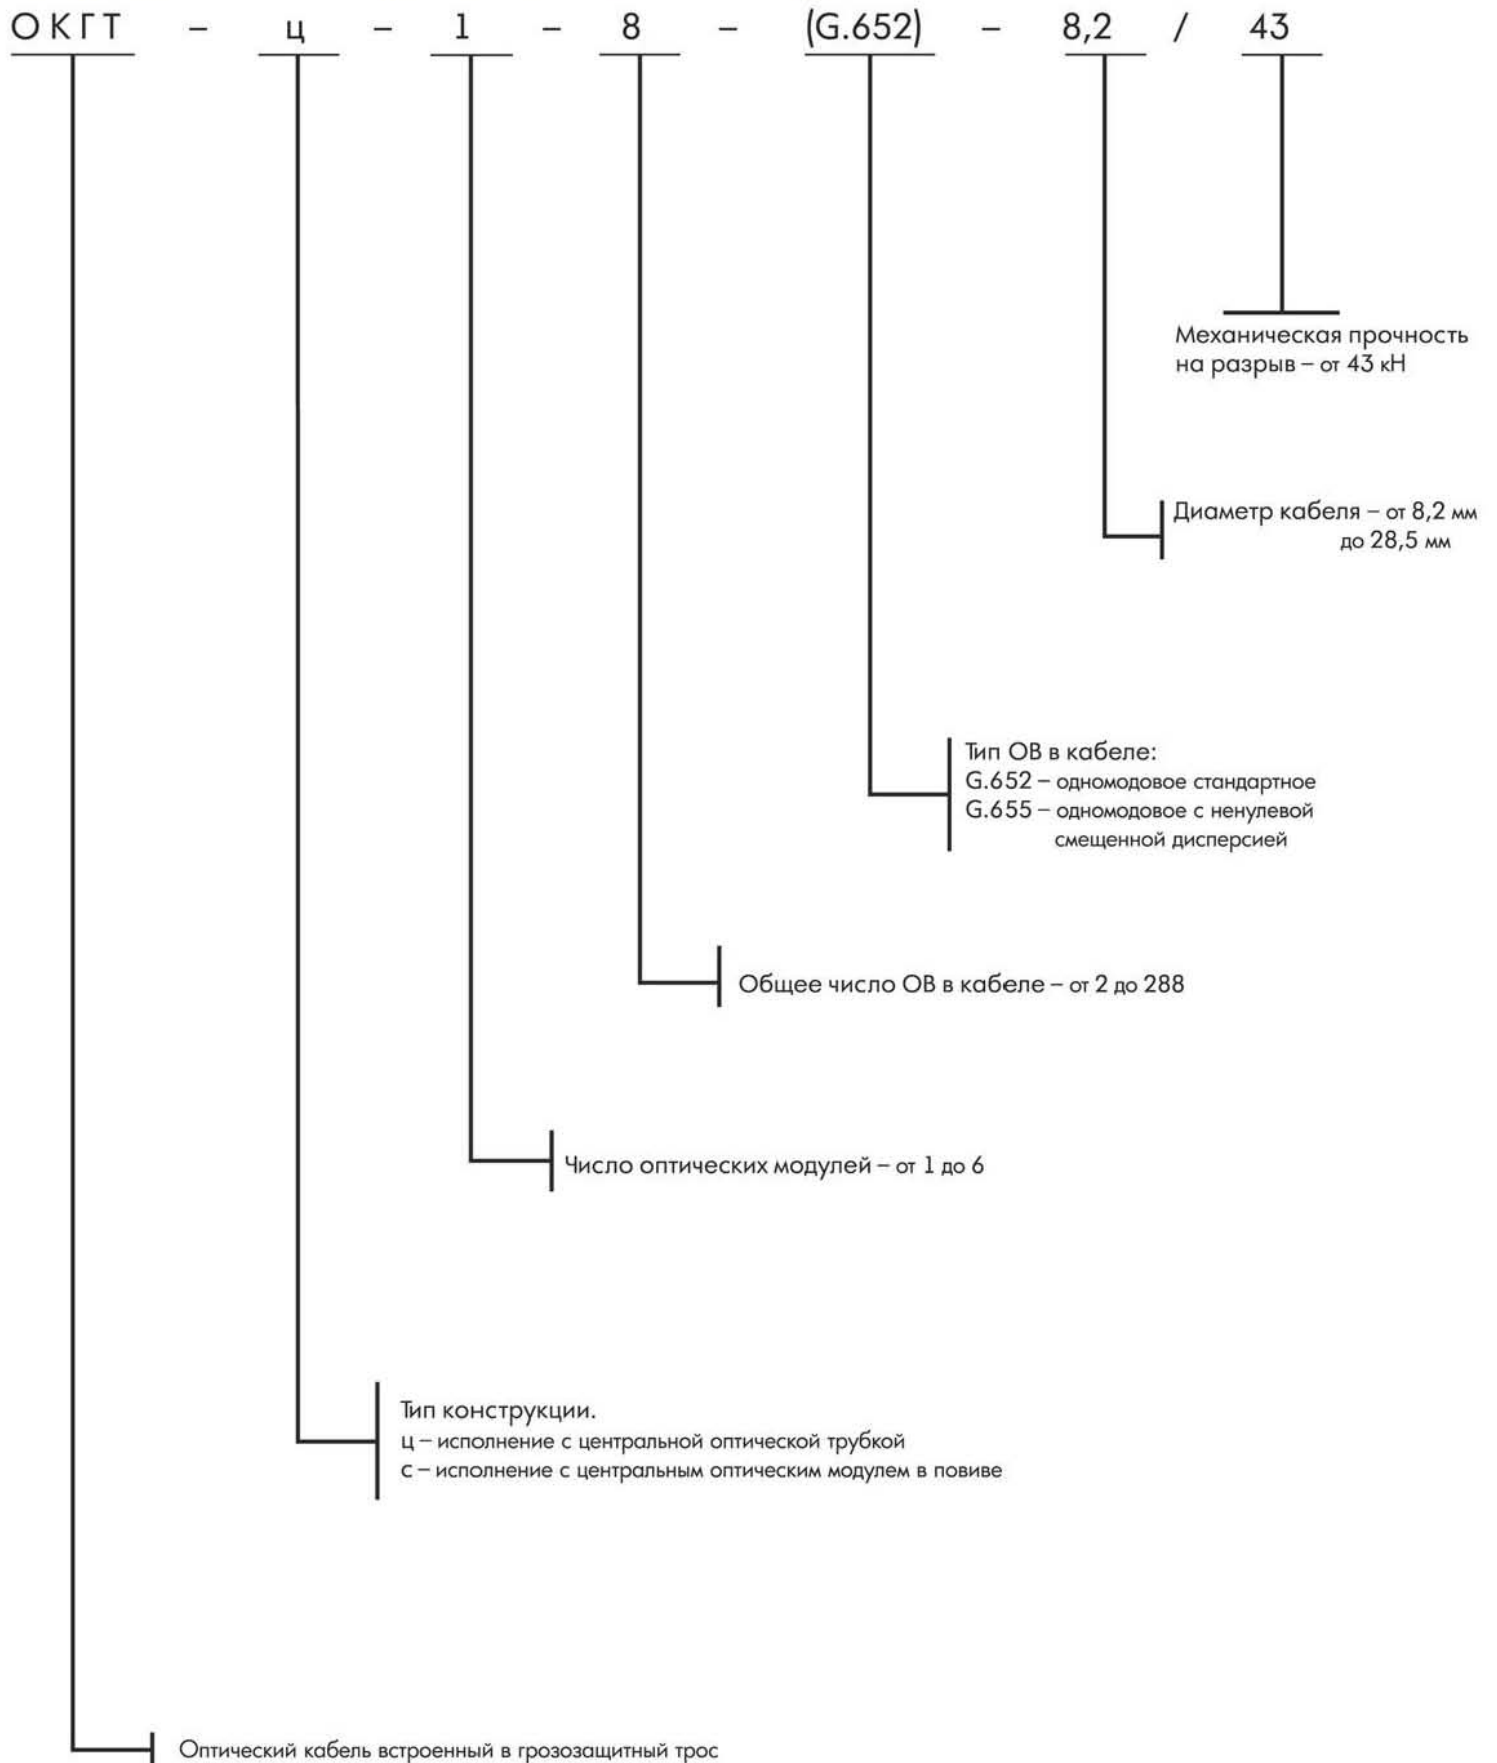 ОКГТ – ц – 1 – 8 – (G.652) – 8,2 / 43
Механическая прочность
на разрыв – от 43 кН
Диаметр кабеля – от 8,2 мм
до 28,5 мм
Тип ОВ в кабеле:
G.652 – одномодовое стандартное
G.655 – одномодовое с ненулевой
смещенной дисперсией
Общее число ОВ в кабеле – от 2 до 288
Число оптических модулей – от 1 до 6
Тип конструкции.
ц – исполнение с центральной оптической трубкой
с – исполнение с центральным оптическим модулем в повиве
Оптический кабель встроенный в грозозащитный трос